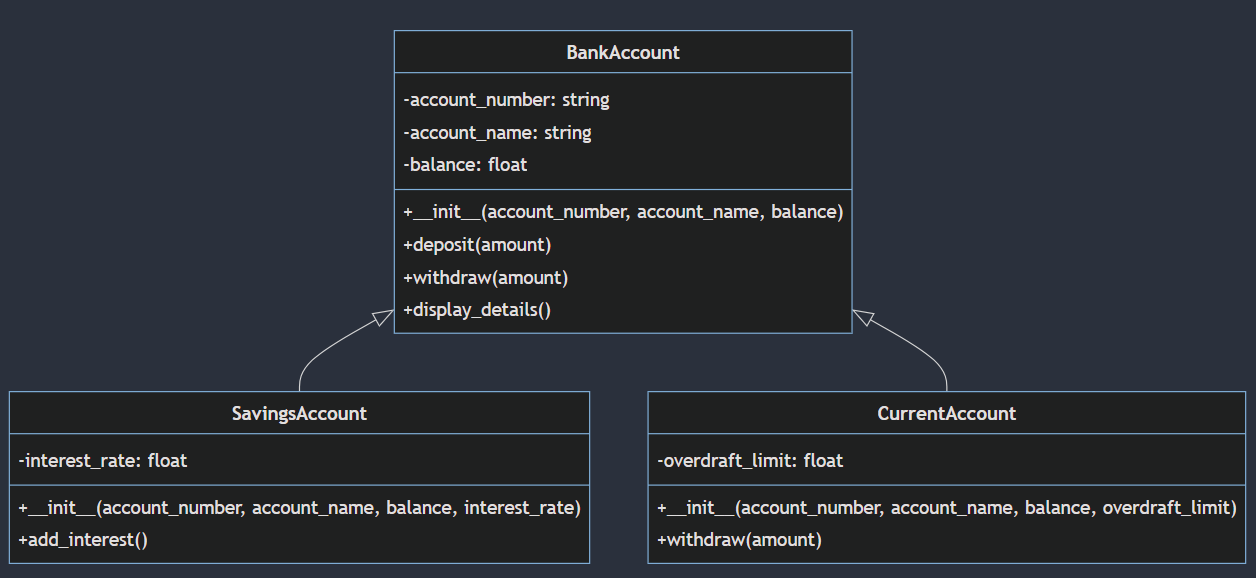 BankAccount
-account_number: string
-account_name: string
-balance: float
+__init__(account_number, account_name, balance)
+deposit(amount)
+withdraw(amount)
+display_details()
SavingsAccount
-interest_rate: float
+__init__(account_number, account_name, balance, interest_rate)
+add_interest()
CurrentAccount
-overdraft_limit: float
+__init__(account_number, account_name, balance, overdraft_limit)
+withdraw(amount)